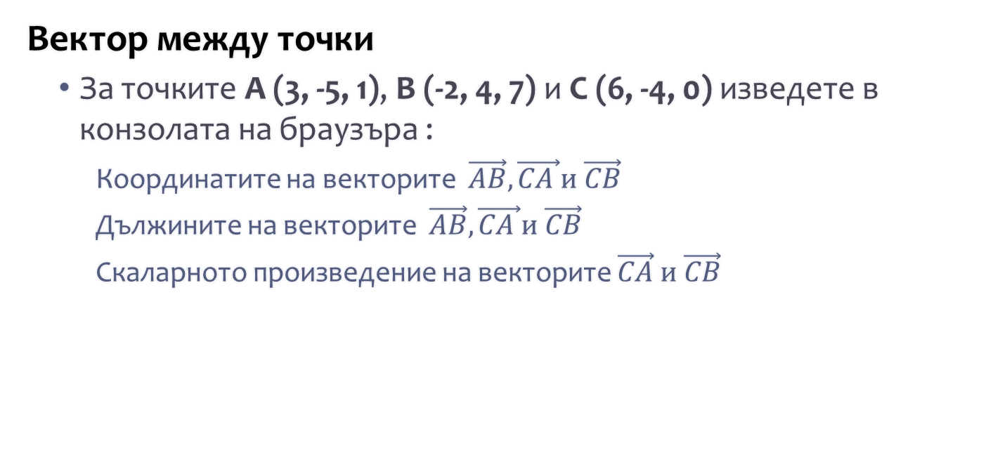 Вектор между точки
• За точките A (3, -5, 1), B (-2, 4, 7) и C (6, -4, 0) изведете в
конзолата на браузъра :
Координатите на векторите $\overrightarrow{AB}, \overrightarrow{CA}$ и $\overrightarrow{CB}$
Дължините на векторите $\overrightarrow{AB}, \overrightarrow{CA}$ и $\overrightarrow{CB}$
Скаларното произведение на векторите $\overrightarrow{CA}$ и $\overrightarrow{CB}$